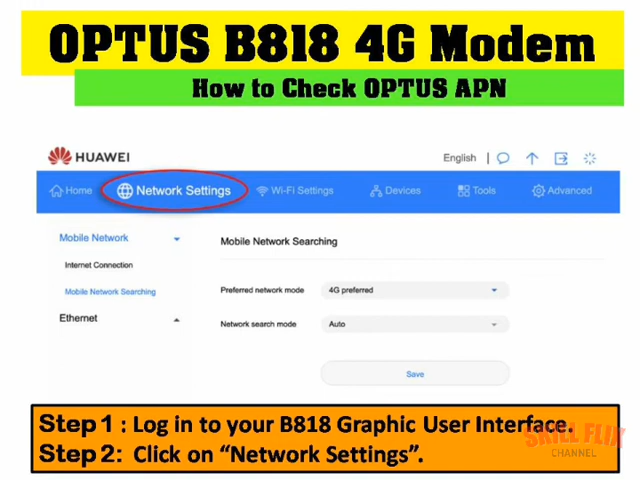 OPTUS B818 4G Modem
How to Check OPTUS APN
HUAWEI
English |
Home Network Settings Wi-Fi Settings Devices Tools Advanced
Mobile Network
Internet Connection
Mobile Network Searching
Ethernet
Mobile Network Searching
Preferred network mode 4G preferred
Network search mode Auto
Save
Step 1 : Log in to your B818 Graphic User Interface.
Step 2: Click on “Network Settings”.
SKILL FLIX
CHANNEL